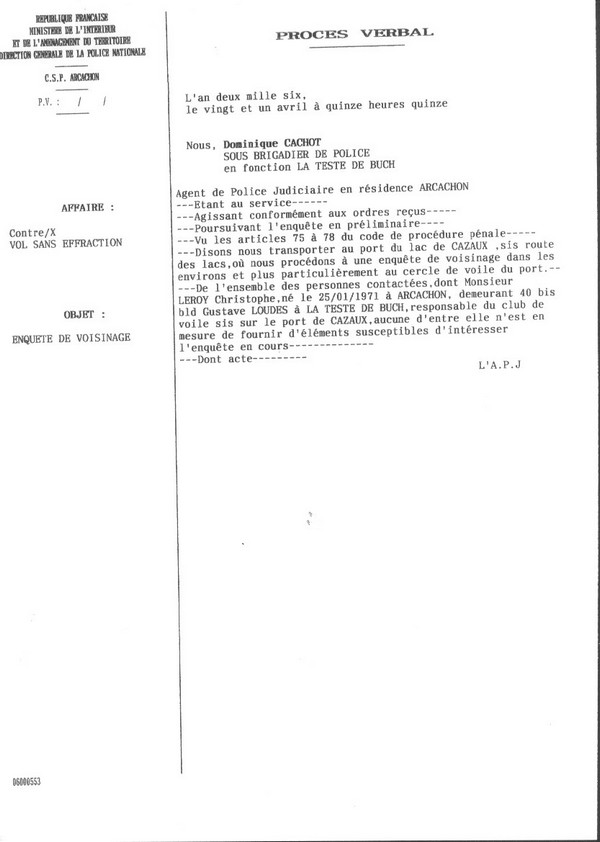 REPUBLIQUE FRANCAISE
MINISTERE DE L'INTERIEUR
ET DE L'AMENAGEMENT DU TERRITOIRE
DIRECTION GENERALE DE LA POLICE NATIONALE
C.S.P. ARCACHON
P.V. : / /
PROCES VERBAL
L'an deux mille six,
le vingt et un avril à quinze heures quinze
Nous, Dominique CACHOT
SOUS BRIGADIER DE POLICE
en fonction LA TESTE DE BUCH
Agent de Police Judiciaire en résidence ARCACHON
AFFAIRE :
Contre/X
VOL SANS EFFRACTION
OBJET :
ENQUETE DE VOISINAGE
---Etant au service------
---Agissant conformément aux ordres reçus-----
---Poursuivant l'enquête en préliminaire----
---Vu les articles 75 à 78 du code de procédure pénale-----
---Disons nous transporter au port du lac de CAZAUX ,sis route
des lacs,où nous procédons à une enquête de voisinage dans les
environs et plus particulièrement au cercle de voile du port.--
---De l'ensemble des personnes contactées,dont Monsieur
LEROY Christophe,né le 25/01/1971 à ARCACHON, demeurant 40 bis
bld Gustave LOUDES à LA TESTE DE BUCH,responsable du club de
voile sis sur le port de CAZAUX,aucune d'entre elle n'est en
mesure de fournir d'éléments susceptibles d'intéresser
l'enquête en cours--------------
---Dont acte---------
L'A.P.J
06000553